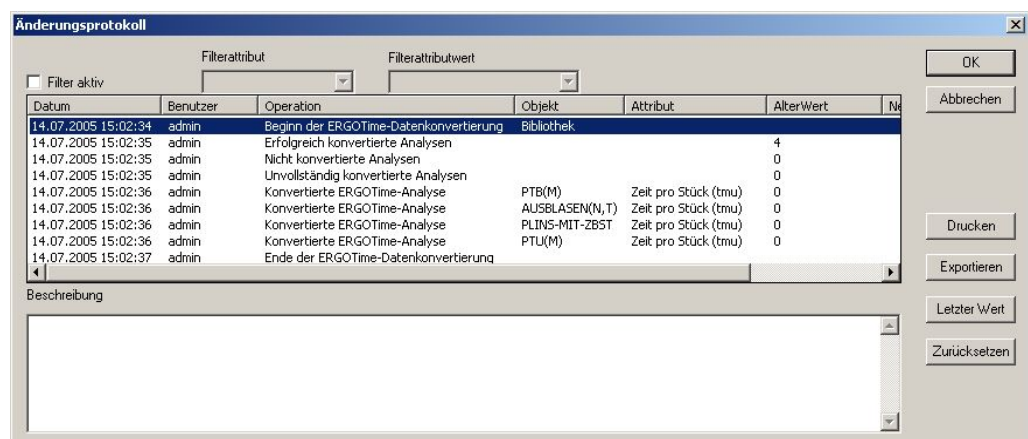 Änderungsprotokoll
Filterattribut Filterattributwert
Filter aktiv
Datum Benutzer Operation Objekt Attribut AlterWert Ne
14.07.2005 15:02:34 admin Beginn der ERGOTime-Datenkonvertierung Bibliothek
14.07.2005 15:02:35 admin Erfolgreich konvertierte Analysen 4
14.07.2005 15:02:35 admin Nicht konvertierte Analysen 0
14.07.2005 15:02:35 admin Unvollständig konvertierte Analysen 0
14.07.2005 15:02:36 admin Konvertierte ERGOTime-Analyse PTB(M) Zeit pro Stück (tmu) 0
14.07.2005 15:02:36 admin Konvertierte ERGOTime-Analyse AUSBLASEN(N,T) Zeit pro Stück (tmu) 0
14.07.2005 15:02:36 admin Konvertierte ERGOTime-Analyse PLINS-MIT-ZBST Zeit pro Stück (tmu) 0
14.07.2005 15:02:36 admin Konvertierte ERGOTime-Analyse PTU(M) Zeit pro Stück (tmu) 0
14.07.2005 15:02:37 admin Ende der ERGOTime-Datenkonvertierung
Beschreibung
OK
Abbrechen
Drucken
Exportieren
Letzter Wert
Zurücksetzen